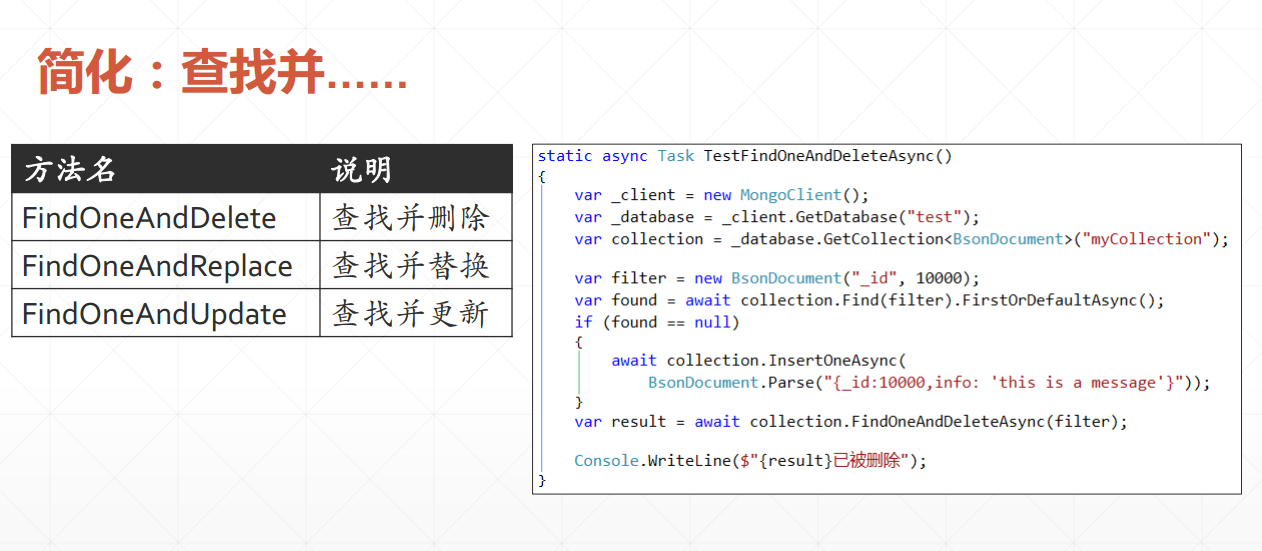 简化：查找并……
方法名 说明
FindOneAndDelete 查找并删除
FindOneAndReplace 查找并替换
FindOneAndUpdate 查找并更新
static async Task TestFindOneAndDeleteAsync()
{
    var _client = new MongoClient();
    var _database = _client.GetDatabase("test");
    var collection = _database.GetCollection<BsonDocument>("myCollection");
    var filter = new BsonDocument("_id", 10000);
    var found = await collection.Find(filter).FirstOrDefaultAsync();
    if (found == null)
    {
        await collection.InsertOneAsync(
            BsonDocument.Parse("{_id:10000,info: 'this is a message'}"));
    }
    var result = await collection.FindOneAndDeleteAsync(filter);
    Console.WriteLine($"{result}已被删除");
}